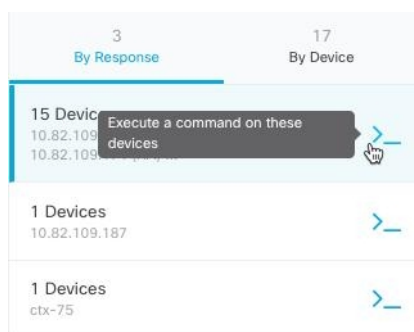 3
By Response
17
By Device
15 Devic
Execute a command on these
devices
10.82.109
10.82.109
1 Devices
10.82.109.187
1 Devices
ctx-75